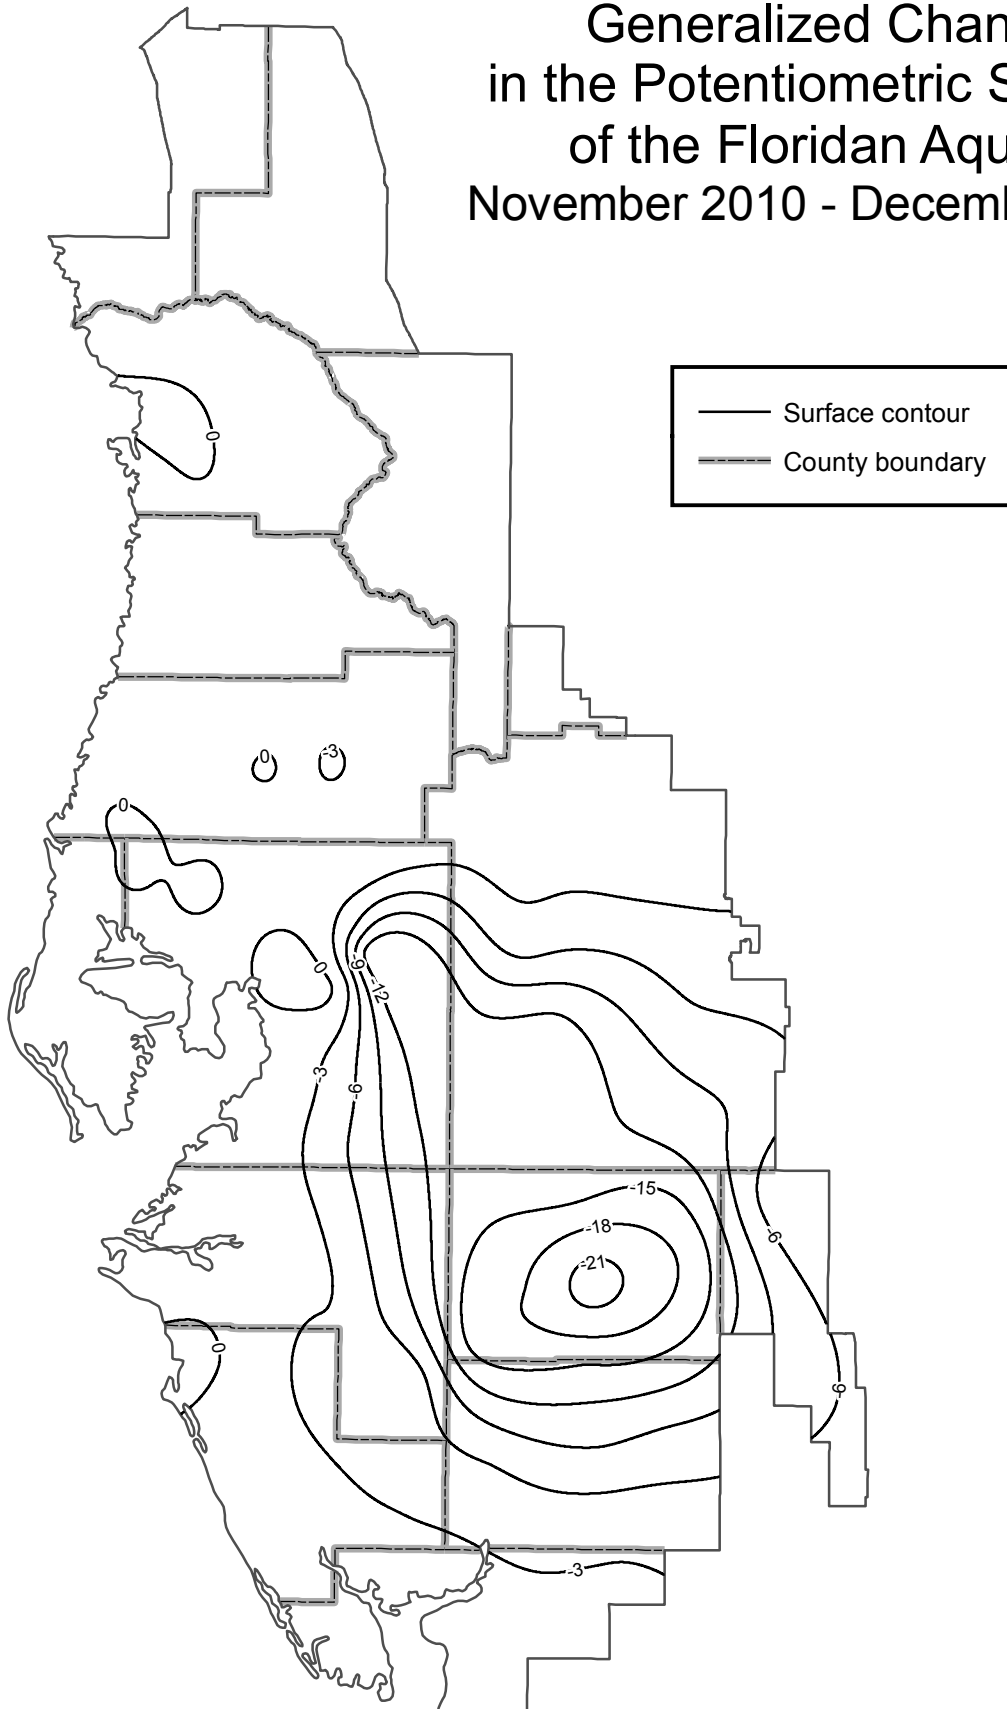 Generalized Chan
in the Potentiometric S
of the Floridan Aqu
November 2010 - Decemb
Surface contour
County boundary
0
0
-3
0
0
-9
-12
-3
-6
-15
-18
-6
-21
0
-6
-3